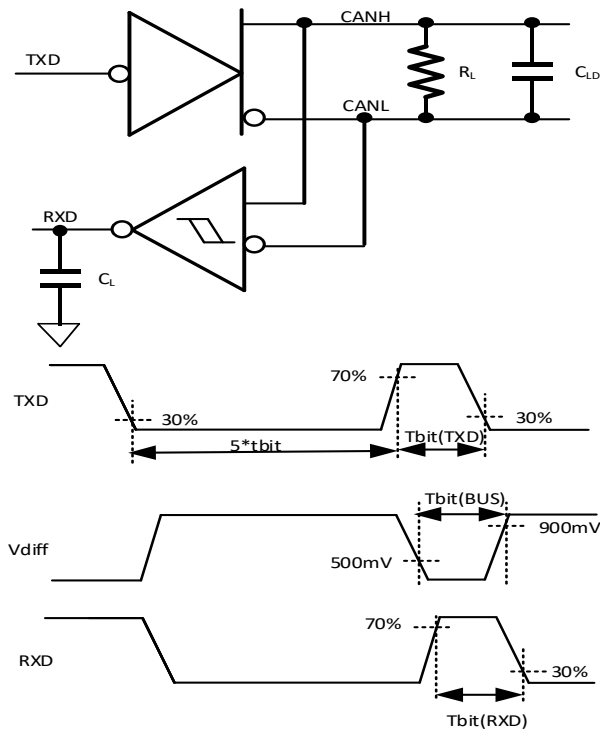 CANH
TXD
RL
CLD
CANL
RXD
CL
70%
TXD
30%
30%
5*tbit
Tbit(TXD)
Tbit(BUS)
Vdiff
500mV
900mV
RXD
70%
30%
Tbit(RXD)